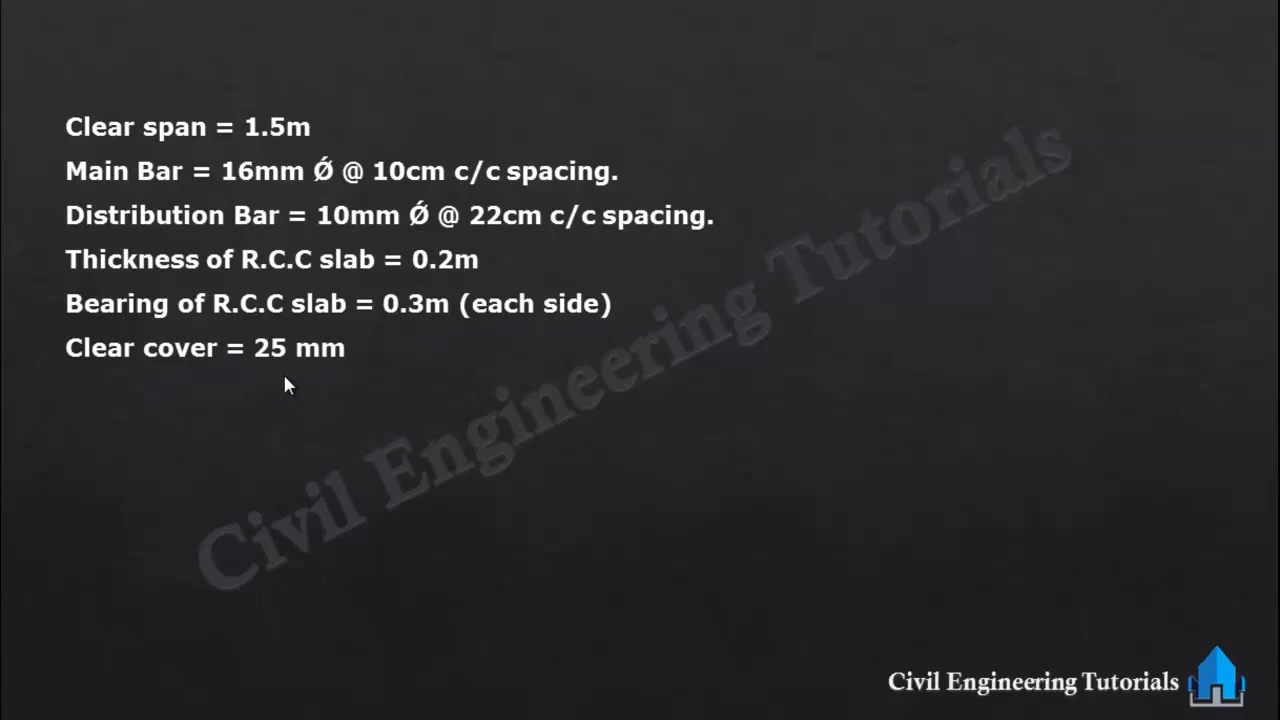 Clear span = 1.5m
Main Bar = 16mm Ǿ @ 10cm c/c spacing.
Distribution Bar = 10mm Ǿ @ 22cm c/c spacing.
Thickness of R.C.C slab = 0.2m
Bearing of R.C.C slab = 0.3m (each side)
Clear cover = 25 mm
Civil Engineering Tutorials
Civil Engineering Tutorials